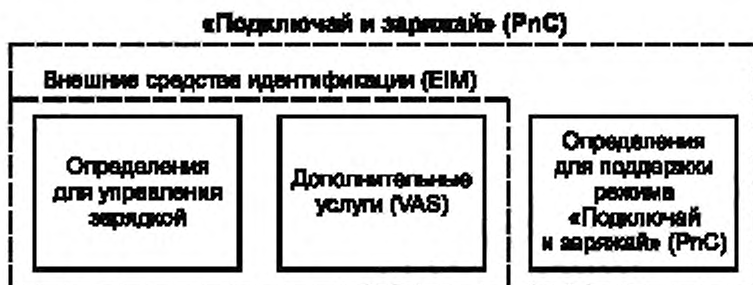 «Подключай и заряжай» (PnC)
Внешние средства идентификации (EIM)
Определения
для управления
зарядкой
Дополнительные
услуги (VAS)
Определения
для поддержки
режима
«Подключай
и заряжай» (PnC)